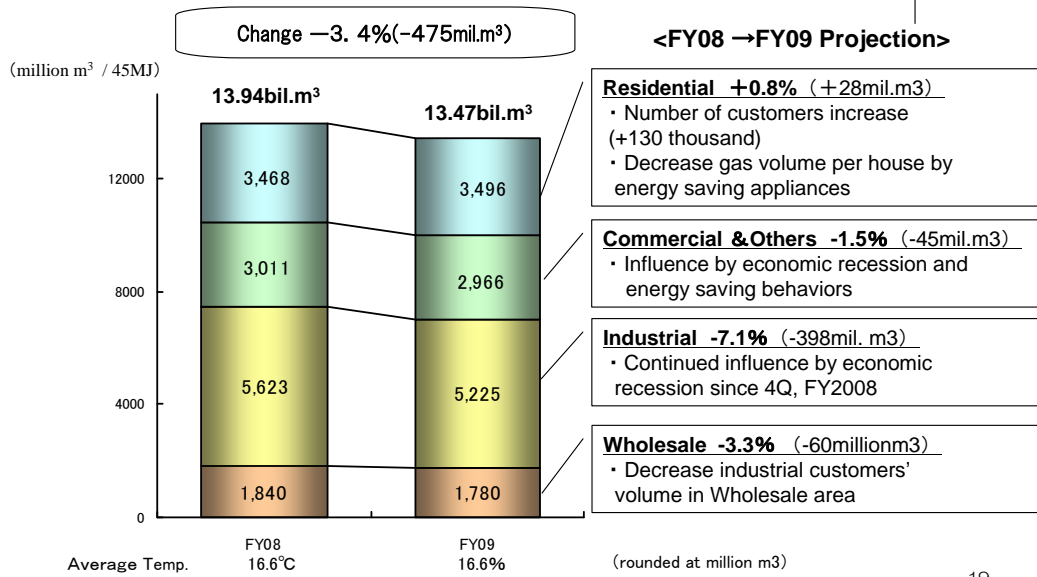 Change －3. 4%(-475mil.m³)
<FY08 →FY09 Projection>
(million m³ / 45MJ)
13.94bil.m³
13.47bil.m³
12000
8000
4000
0
3,468
3,496
3,011
2,966
5,623
5,225
1,840
1,780
Residential ＋0.8% （＋28mil.m3）
・Number of customers increase
(+130 thousand)
・Decrease gas volume per house by
energy saving appliances
Commercial &Others -1.5% （-45mil.m3）
・Influence by economic recession and
energy saving behaviors
Industrial -7.1% （-398mil. m3）
・Continued influence by economic
recession since 4Q, FY2008
Wholesale -3.3% （-60millionm3）
・Decrease industrial customers’
volume in Wholesale area
FY08
FY09
Average Temp.
16.6℃
16.6%
(rounded at million m3)